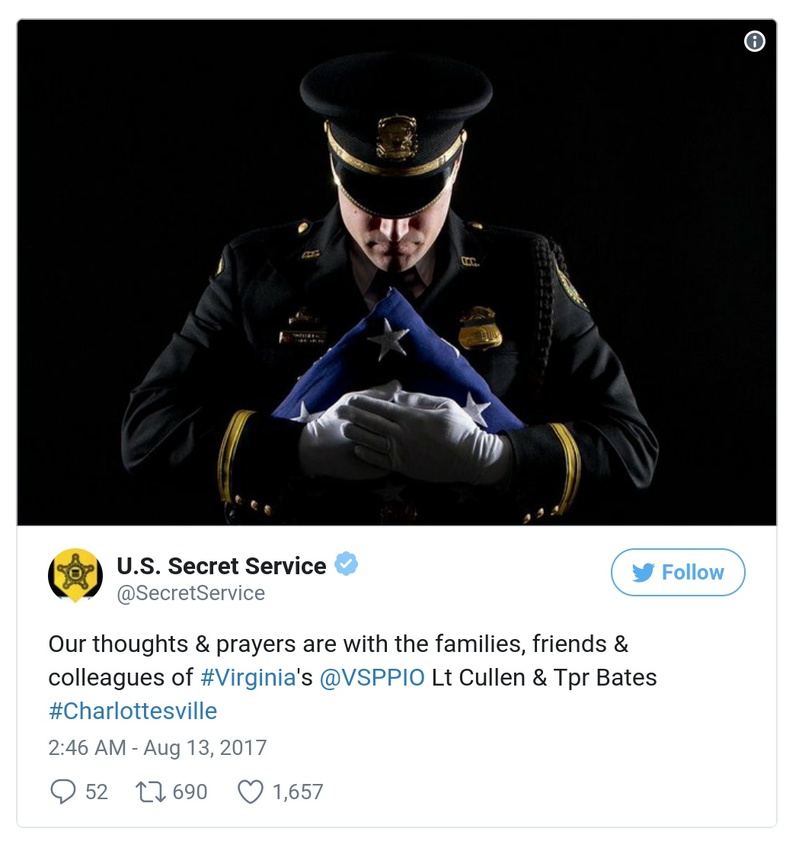 U.S. Secret Service
Follow
@SecretService
Our thoughts & prayers are with the families, friends &
colleagues of #Virginia's @VSPPIO Lt Cullen & Tpr Bates
#Charlottesville
2:46 AM - Aug 13, 2017
52 690 1,657